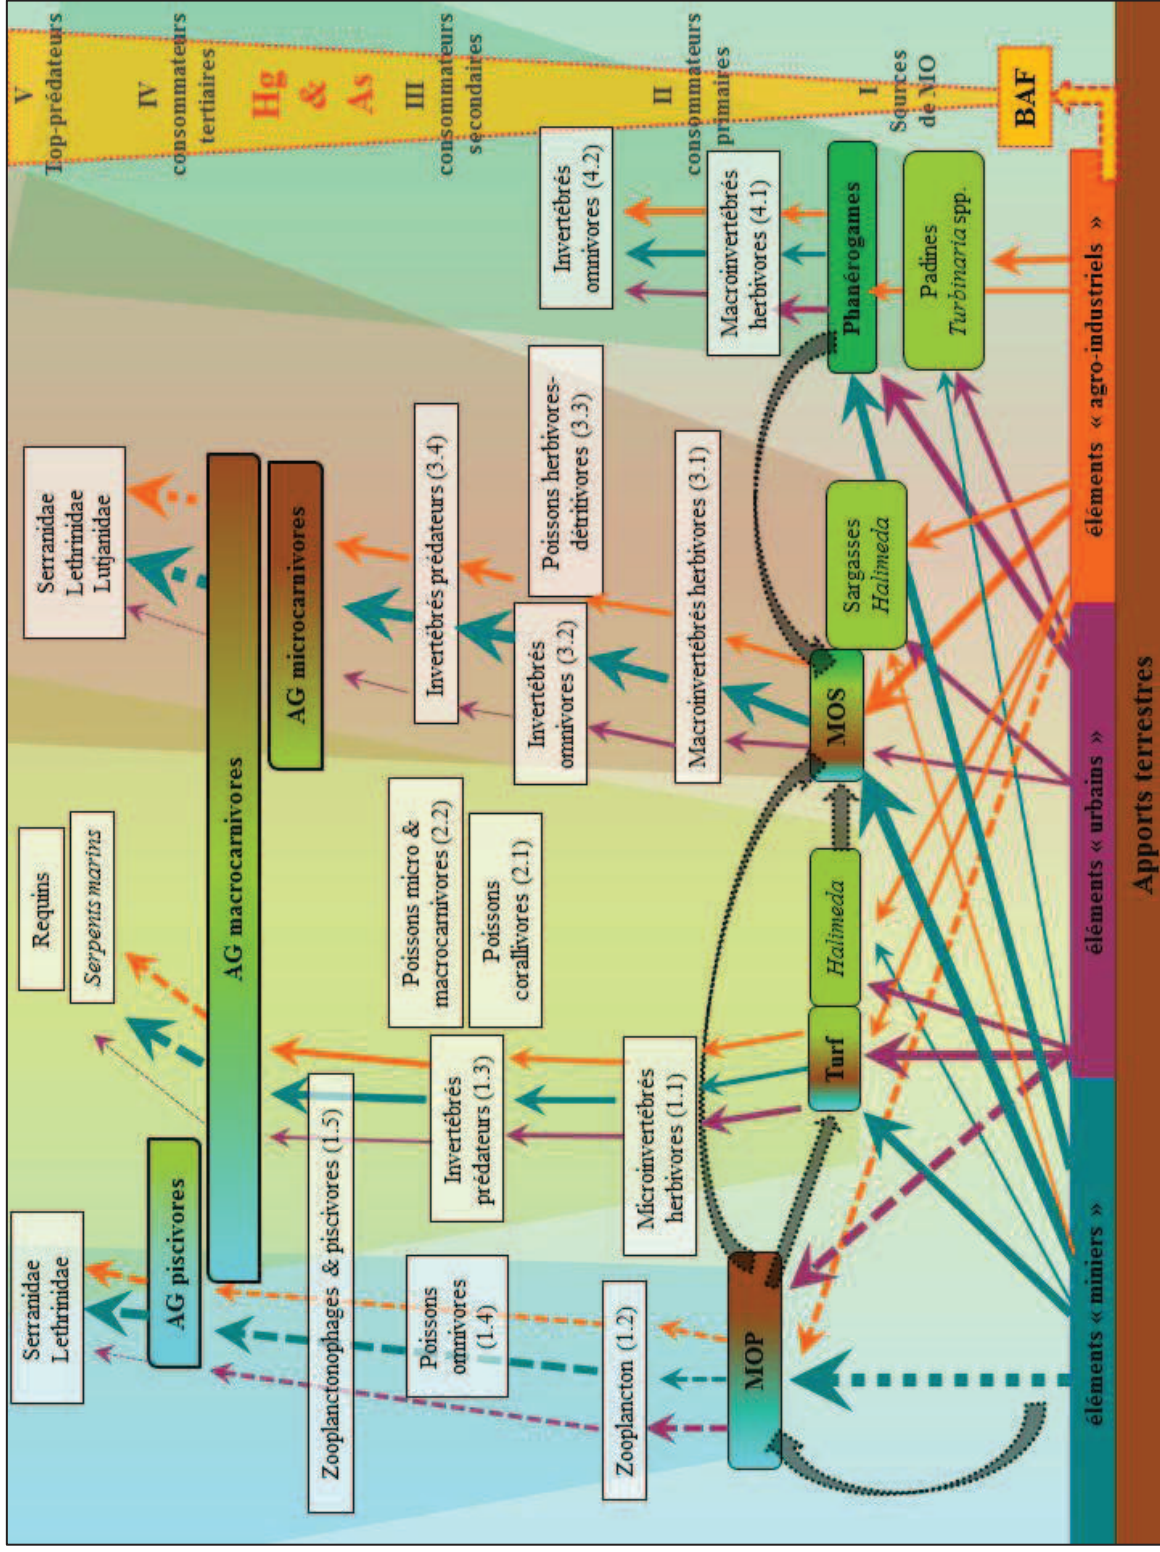 Serranidae
Lethrinidae
Requins
Serpents marins
Serranidae
Lethrinidae
Lutjanidae
V
Top-prédateurs
AG piscivores
AG macrocarnivores
AG microcarnivores
IV
consommateurs
tertiaires
Hg
&
As
Zooplanctonophages & piscivores (1.5)
Poissons
omnivores
(1.4)
Invertébrés
prédateurs (1.3)
Poissons micro &
macrocarnivores (2.2)
Poissons
corallivores (2.1)
Invertébrés prédateurs (3.4)
Invertébrés
omnivores (3.2)
Poissons herbivores-
détritivores (3.3)
Invertébrés
omnivores (4.2)
III
consommateurs
secondaires
Zooplancton (1.2)
Microinvertébrés
herbivores (1.1)
Macroinvertébrés herbivores (3.1)
Macroinvertébrés
herbivores (4.1)
II
consommateurs
primaires
MOP
Turf
Halimeda
MOS
Sargasses
Halimeda
Phanérogames
Padines
Turbinaria spp.
I
Sources
de MO
BAF
éléments « miniers »
éléments « urbains »
éléments « agro-industriels »
Apports terrestres